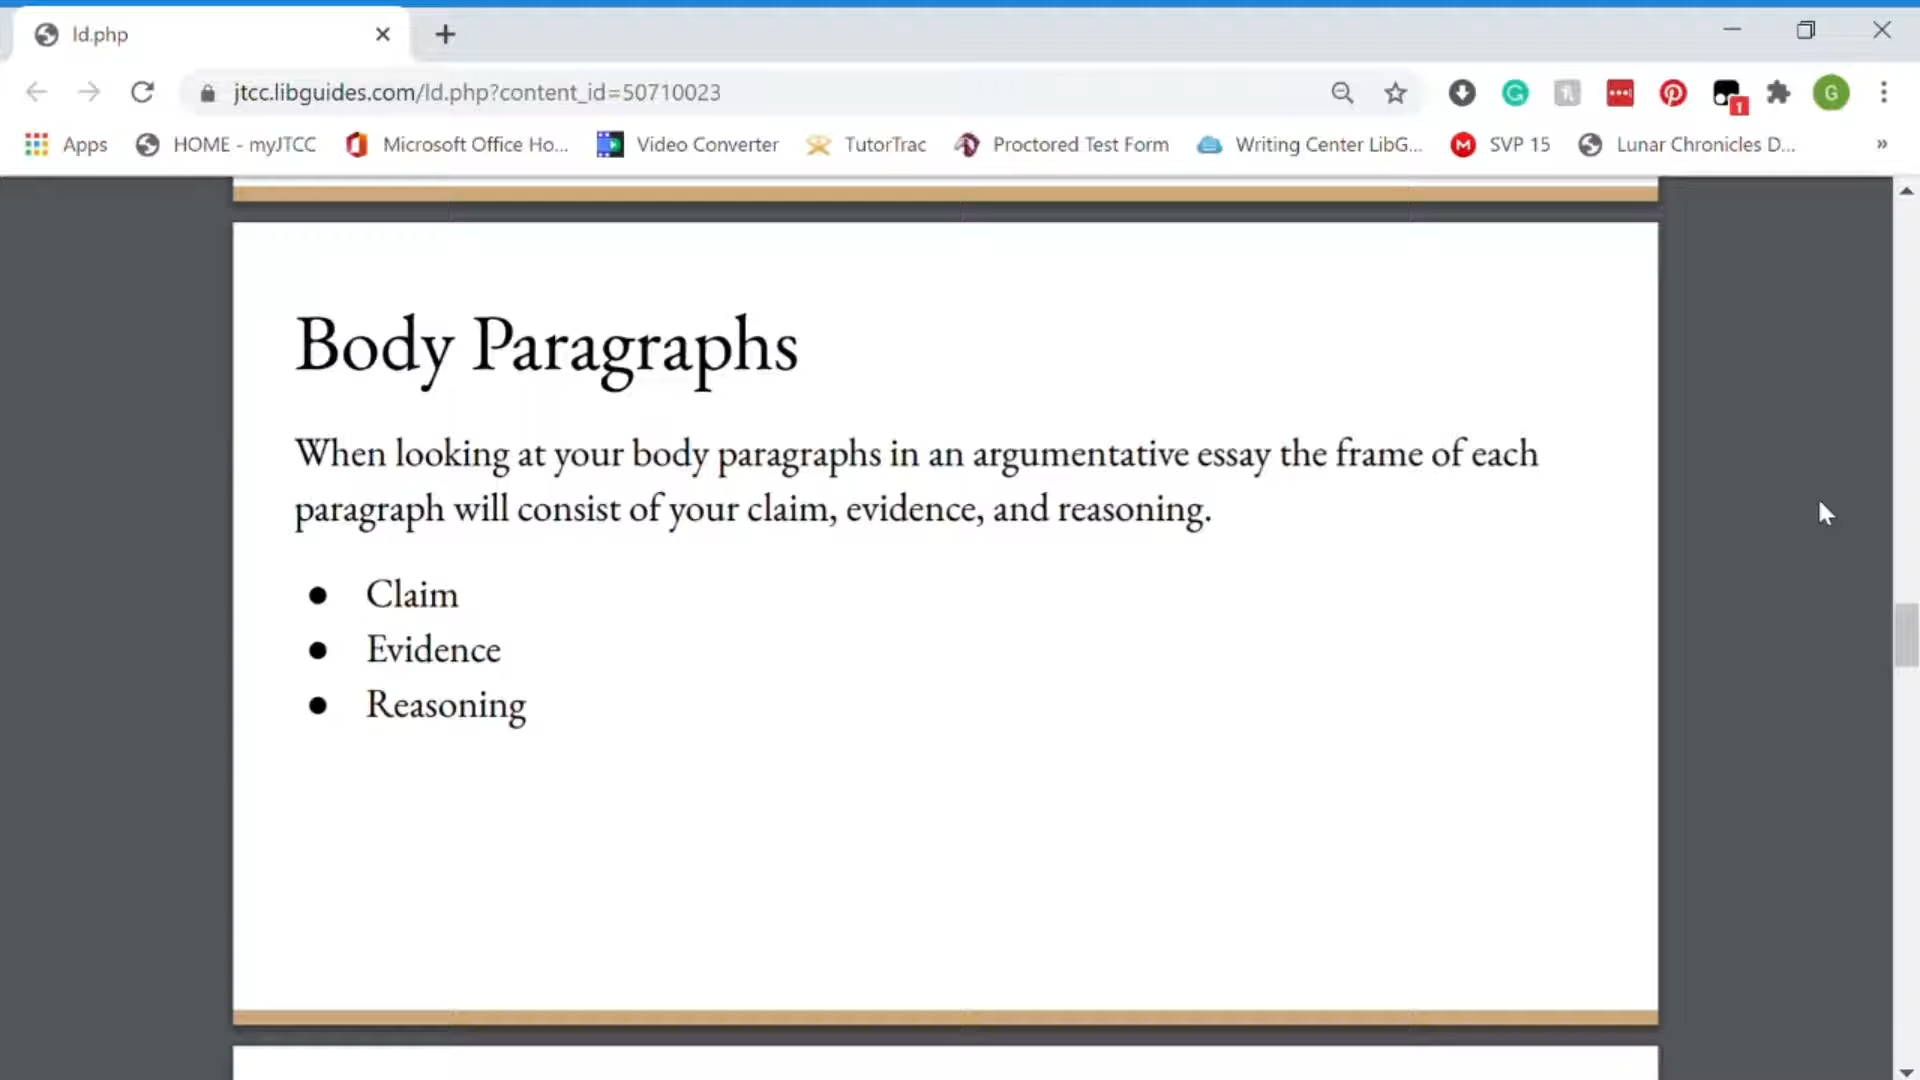 ld.php
jtcc.libguides.com/ld.php?content_id=50710023
G
1
Apps
HOME - myJTCC
Microsoft Office Ho...
Video Converter
TutorTrac
Proctored Test Form
Writing Center LibG...
SVP 15
Lunar Chronicles D...
Body Paragraphs
When looking at your body paragraphs in an argumentative essay the frame of each
paragraph will consist of your claim, evidence, and reasoning.
● Claim
● Evidence
● Reasoning